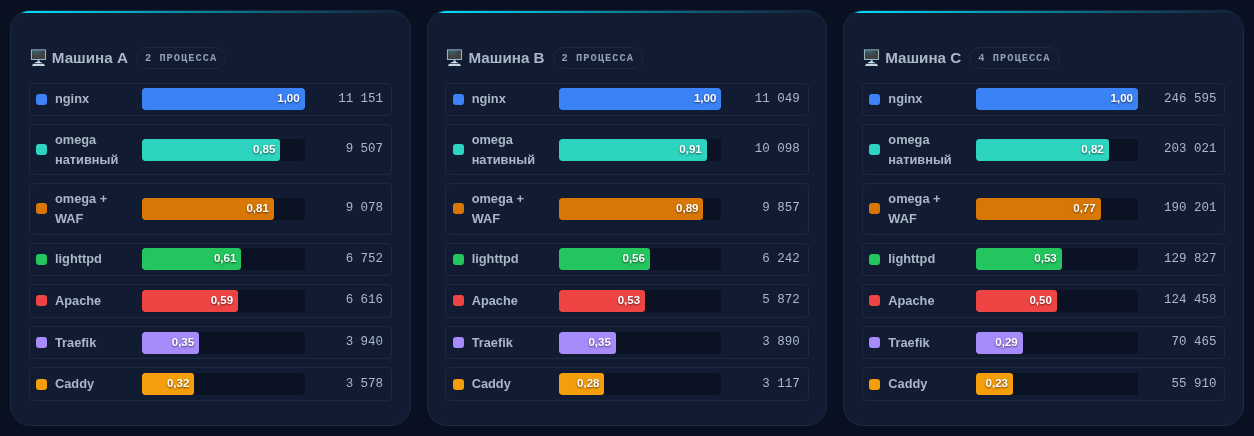 Машина A 2 ПРОЦЕССА
nginx 1,00 11 151
omega
нативный 0,85 9 507
omega +
WAF 0,81 9 078
lighttpd 0,61 6 752
Apache 0,59 6 616
Traefik 0,35 3 940
Caddy 0,32 3 578
Машина B 2 ПРОЦЕССА
nginx 1,00 11 049
omega
нативный 0,91 10 098
omega +
WAF 0,89 9 857
lighttpd 0,56 6 242
Apache 0,53 5 872
Traefik 0,35 3 890
Caddy 0,28 3 117
Машина C 4 ПРОЦЕССА
nginx 1,00 246 595
omega
нативный 0,82 203 021
omega +
WAF 0,77 190 201
lighttpd 0,53 129 827
Apache 0,50 124 458
Traefik 0,29 70 465
Caddy 0,23 55 910